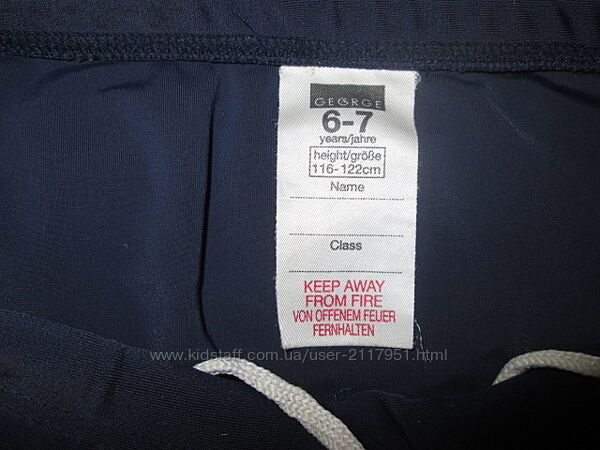 GEORGE
6-7
years/jahre
height/größe
116-122cm
Name
Class
KEEP AWAY
FROM FIRE
VON OFFENEM FEUER
FERNHALTEN
www.kidstaff.com.ua/user-2117951.html